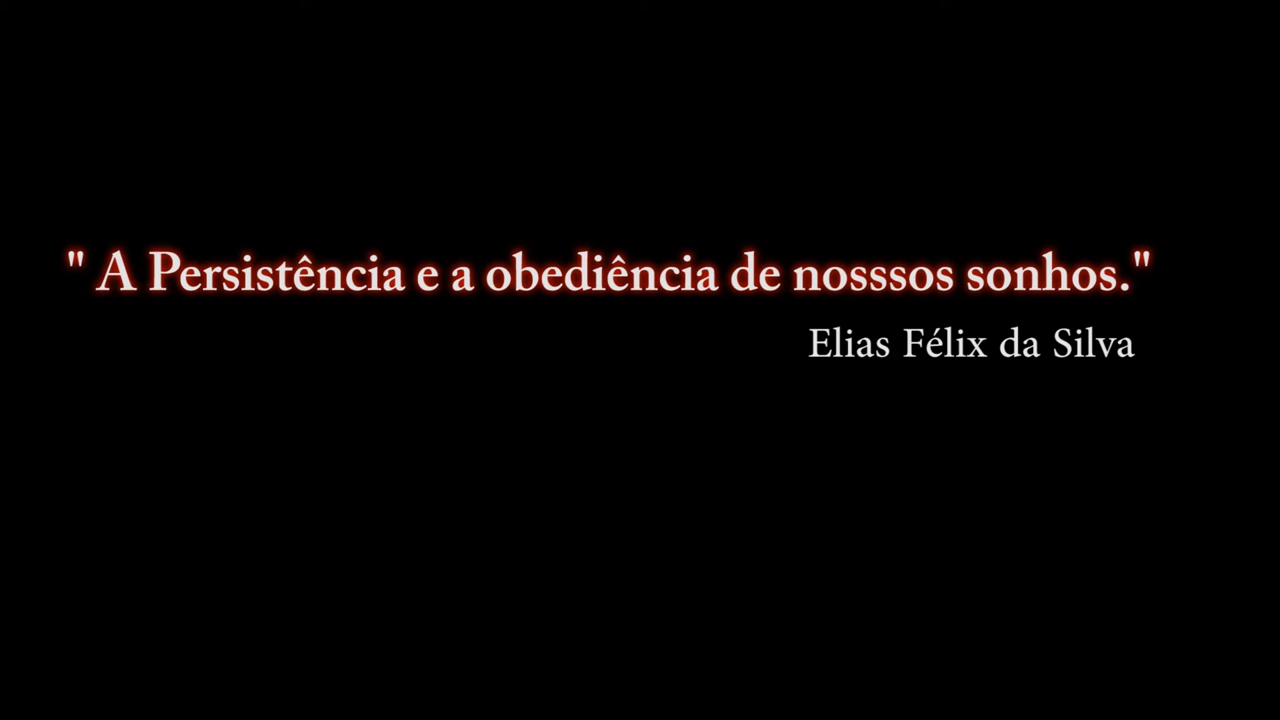 " A Persistência e a obediência de nosssos sonhos."
Elias Félix da Silva